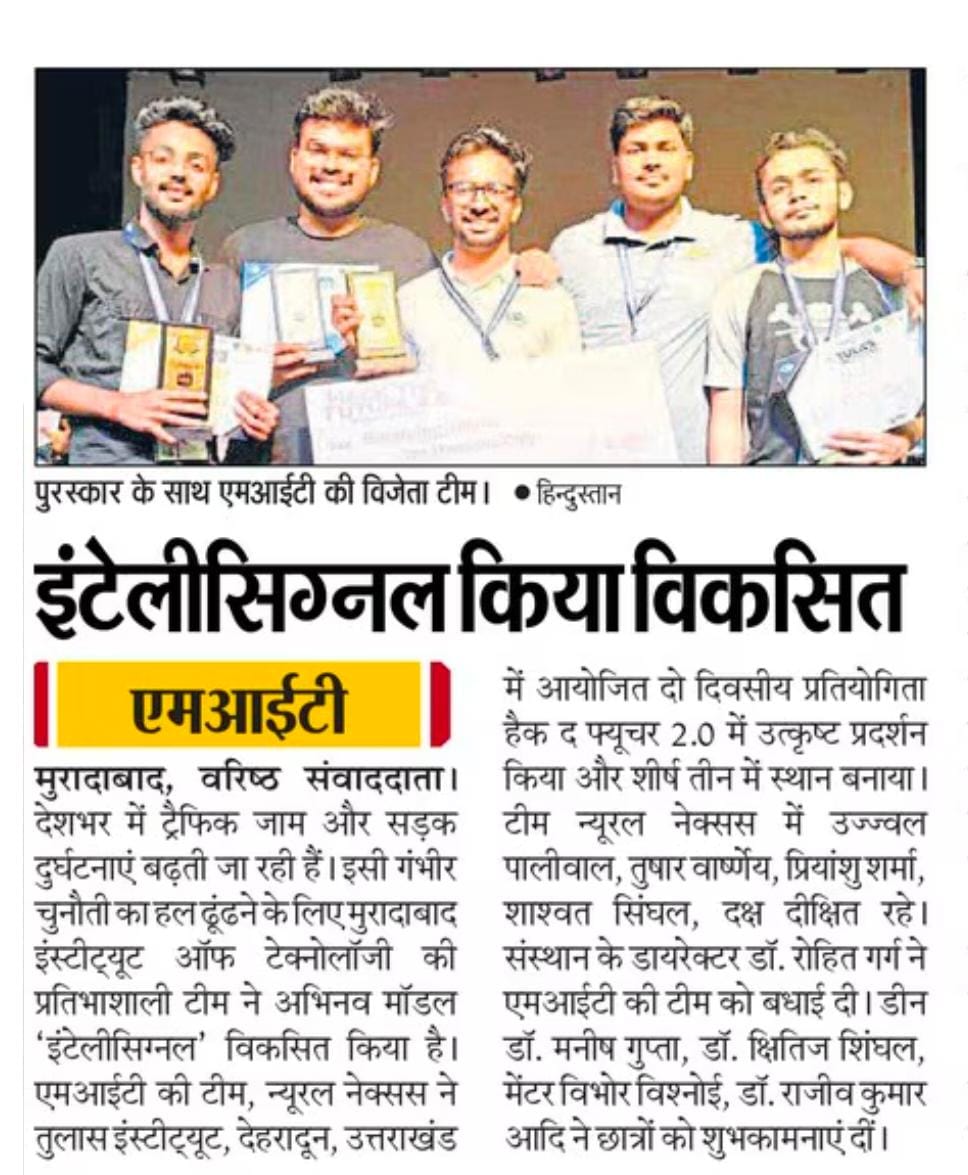 TULA'S
पुरस्कार के साथ एमआईटी की विजेता टीम। ● हिन्दुस्तान
इंटेलीसिग्नल किया विकसित
एमआईटी
मुरादाबाद, वरिष्ठ संवाददाता।
देशभर में ट्रैफिक जाम और सड़क
दुर्घटनाएं बढ़ती जा रही हैं। इसी गंभीर
चुनौती का हल ढूंढने के लिए मुरादाबाद
इंस्टीट्यूट ऑफ टेक्नोलॉजी की
प्रतिभाशाली टीम ने अभिनव मॉडल
‘इंटेलीसिग्नल’ विकसित किया है।
एमआईटी की टीम, न्यूरल नेक्सस ने
तुलास इंस्टीट्यूट, देहरादून, उत्तराखंड
में आयोजित दो दिवसीय प्रतियोगिता
हैक द फ्यूचर 2.0 में उत्कृष्ट प्रदर्शन
किया और शीर्ष तीन में स्थान बनाया।
टीम न्यूरल नेक्सस में उज्ज्वल
पालीवाल, तुषार वार्ष्णेय, प्रियांशु शर्मा,
शाश्वत सिंघल, दक्ष दीक्षित रहे।
संस्थान के डायरेक्टर डॉ. रोहित गर्ग ने
एमआईटी की टीम को बधाई दी। डीन
डॉ. मनीष गुप्ता, डॉ. क्षितिज शिंघल,
मेंटर विभोर विश्नोई, डॉ. राजीव कुमार
आदि ने छात्रों को शुभकामनाएं दीं।